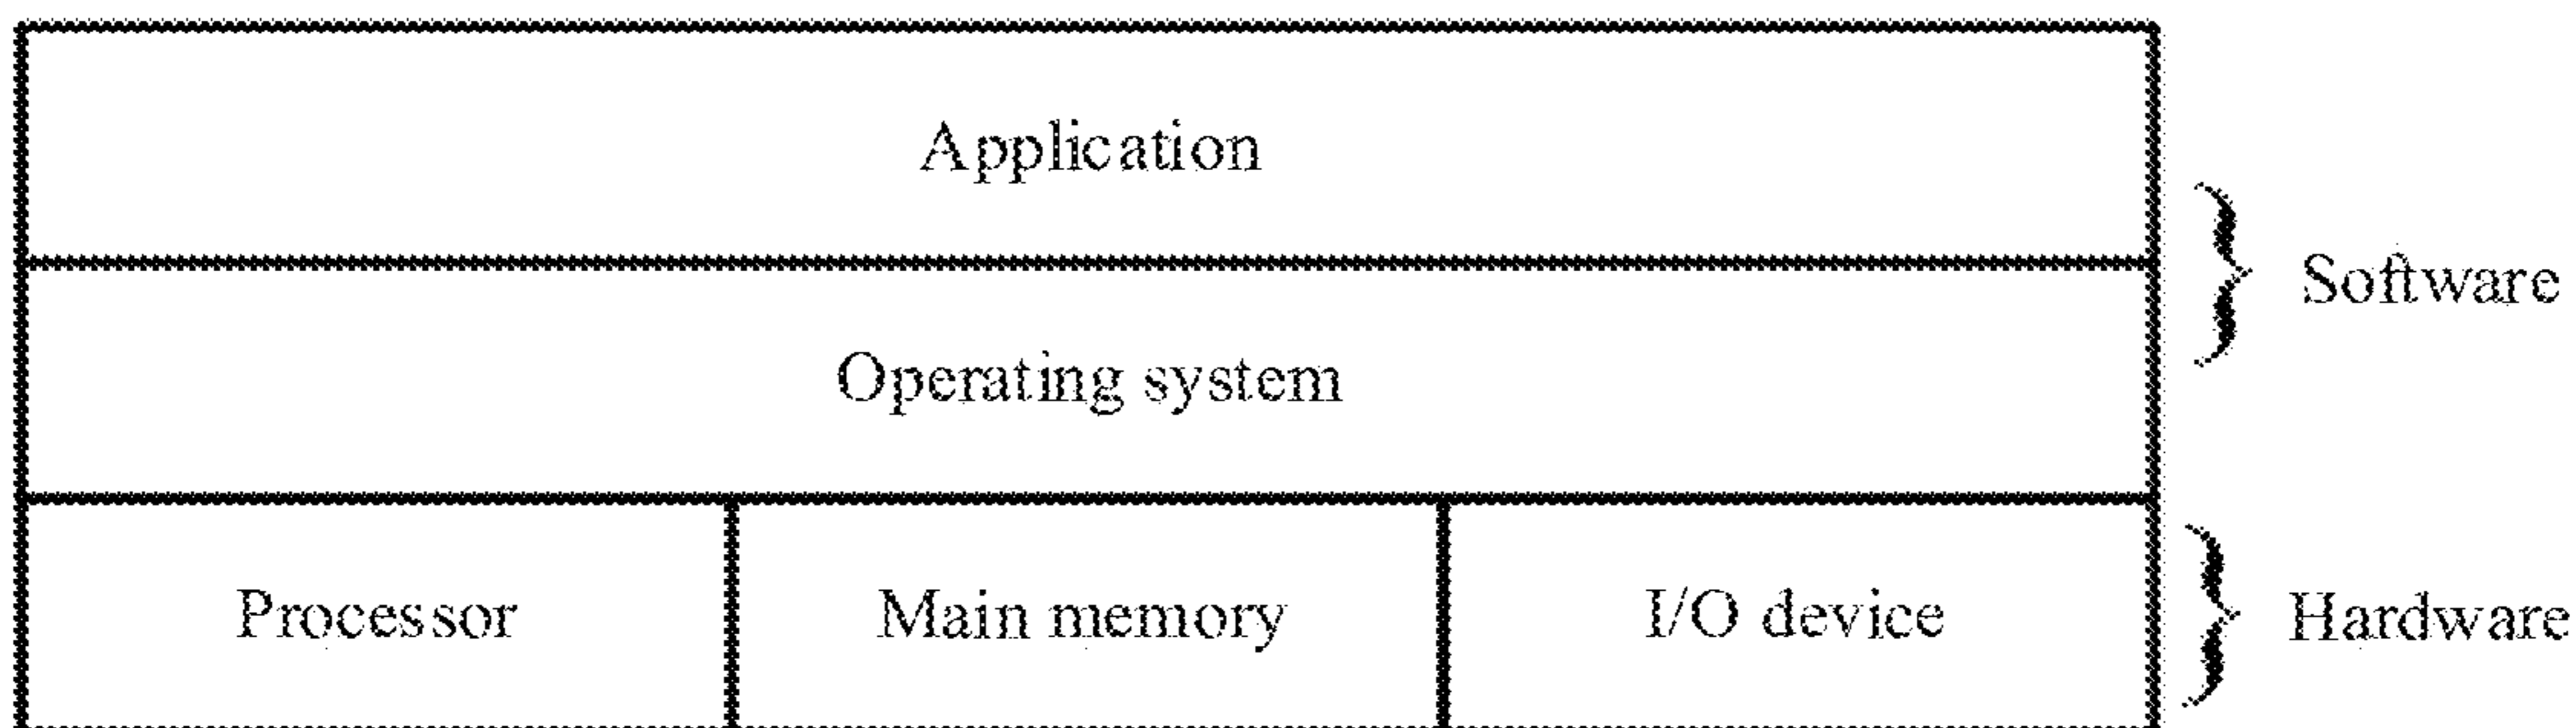 Application
Software
Operating system
Processor
Main memory
I/O device
Hardware